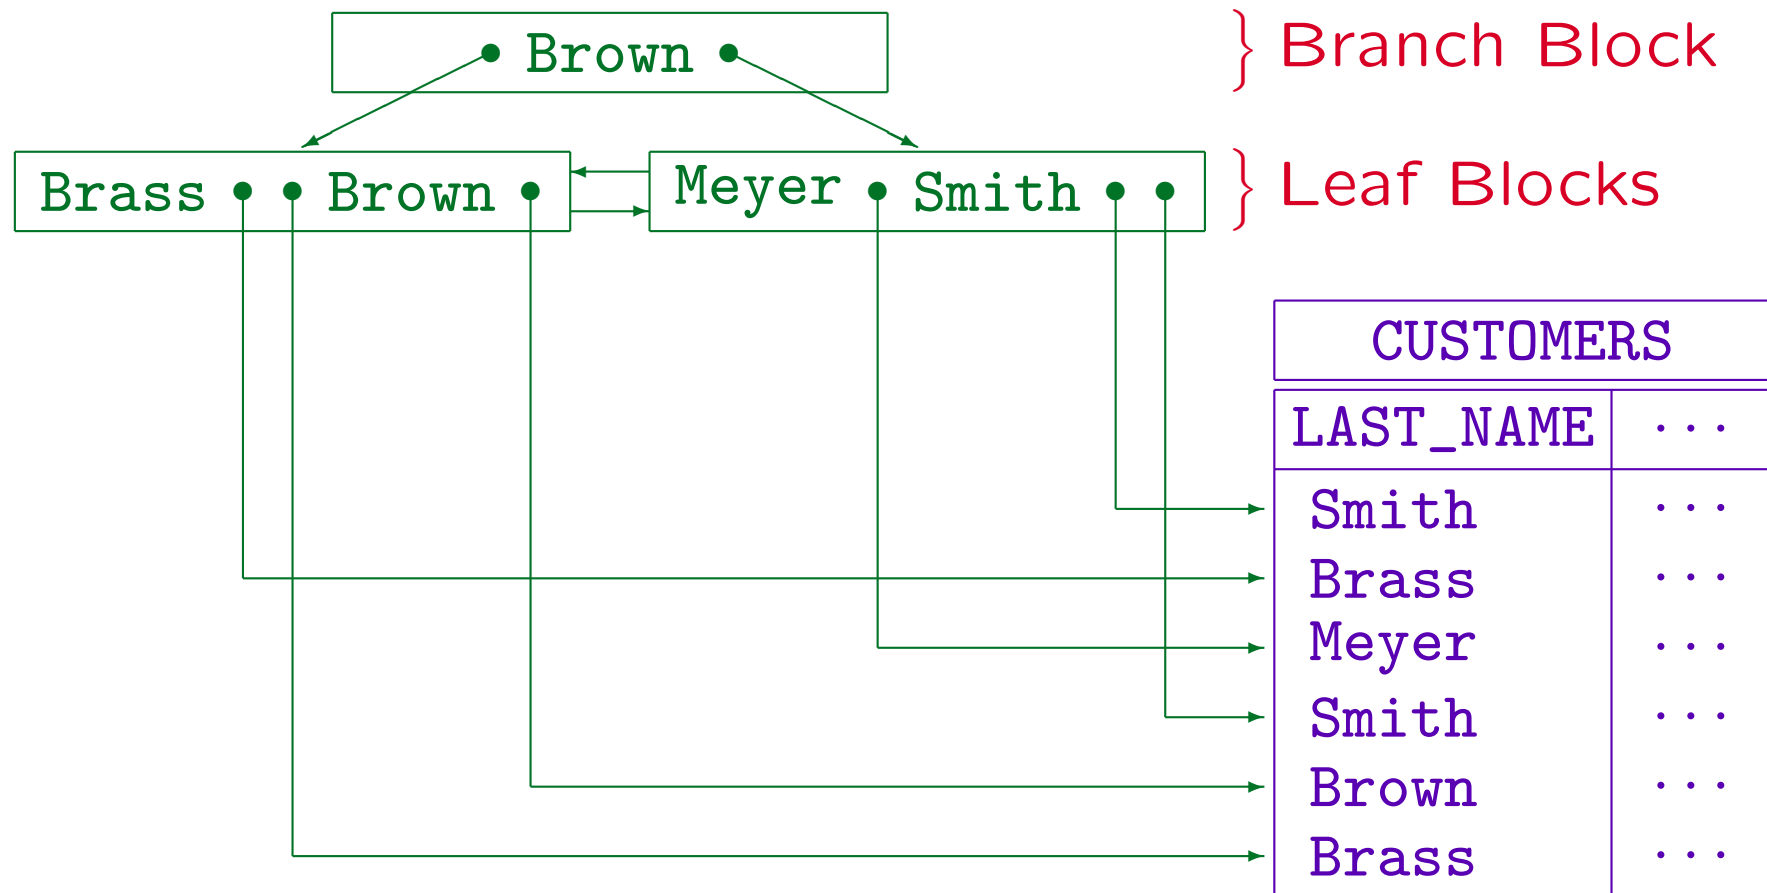 Brown
Branch Block
Brass Brown Meyer Smith
Leaf Blocks
CUSTOMERS
LAST_NAME ···
Smith ···
Brass ···
Meyer ···
Smith ···
Brown ···
Brass ···